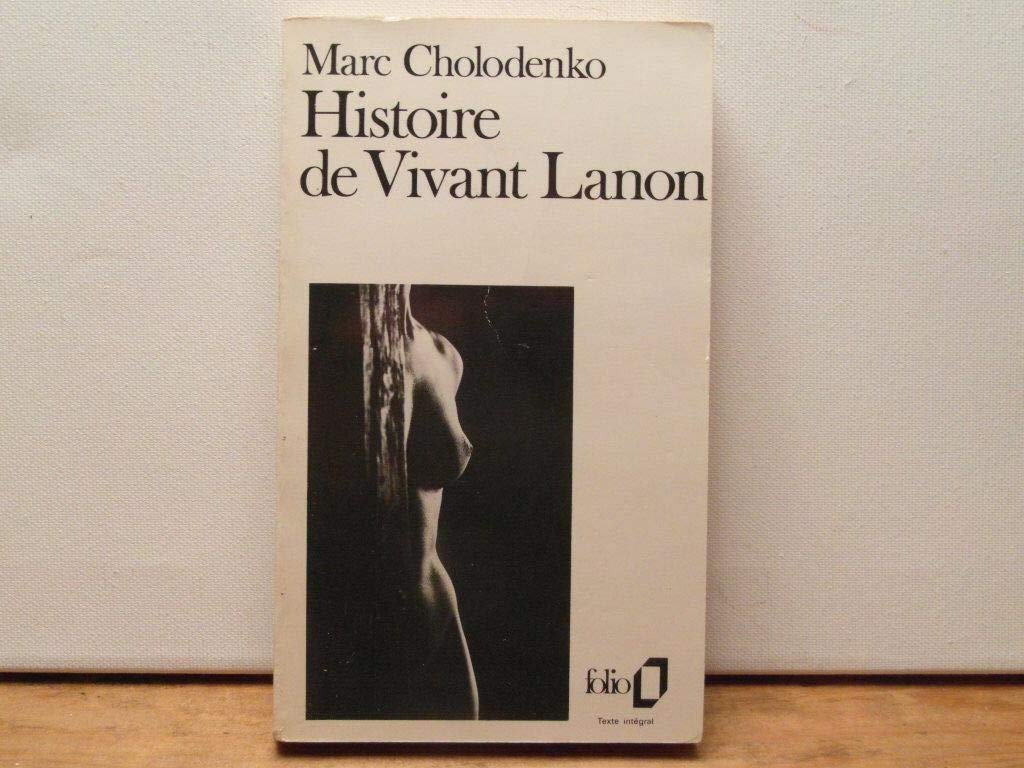 Marc Cholodenko
Histoire
de Vivant Lanon
folio
Texte intégral